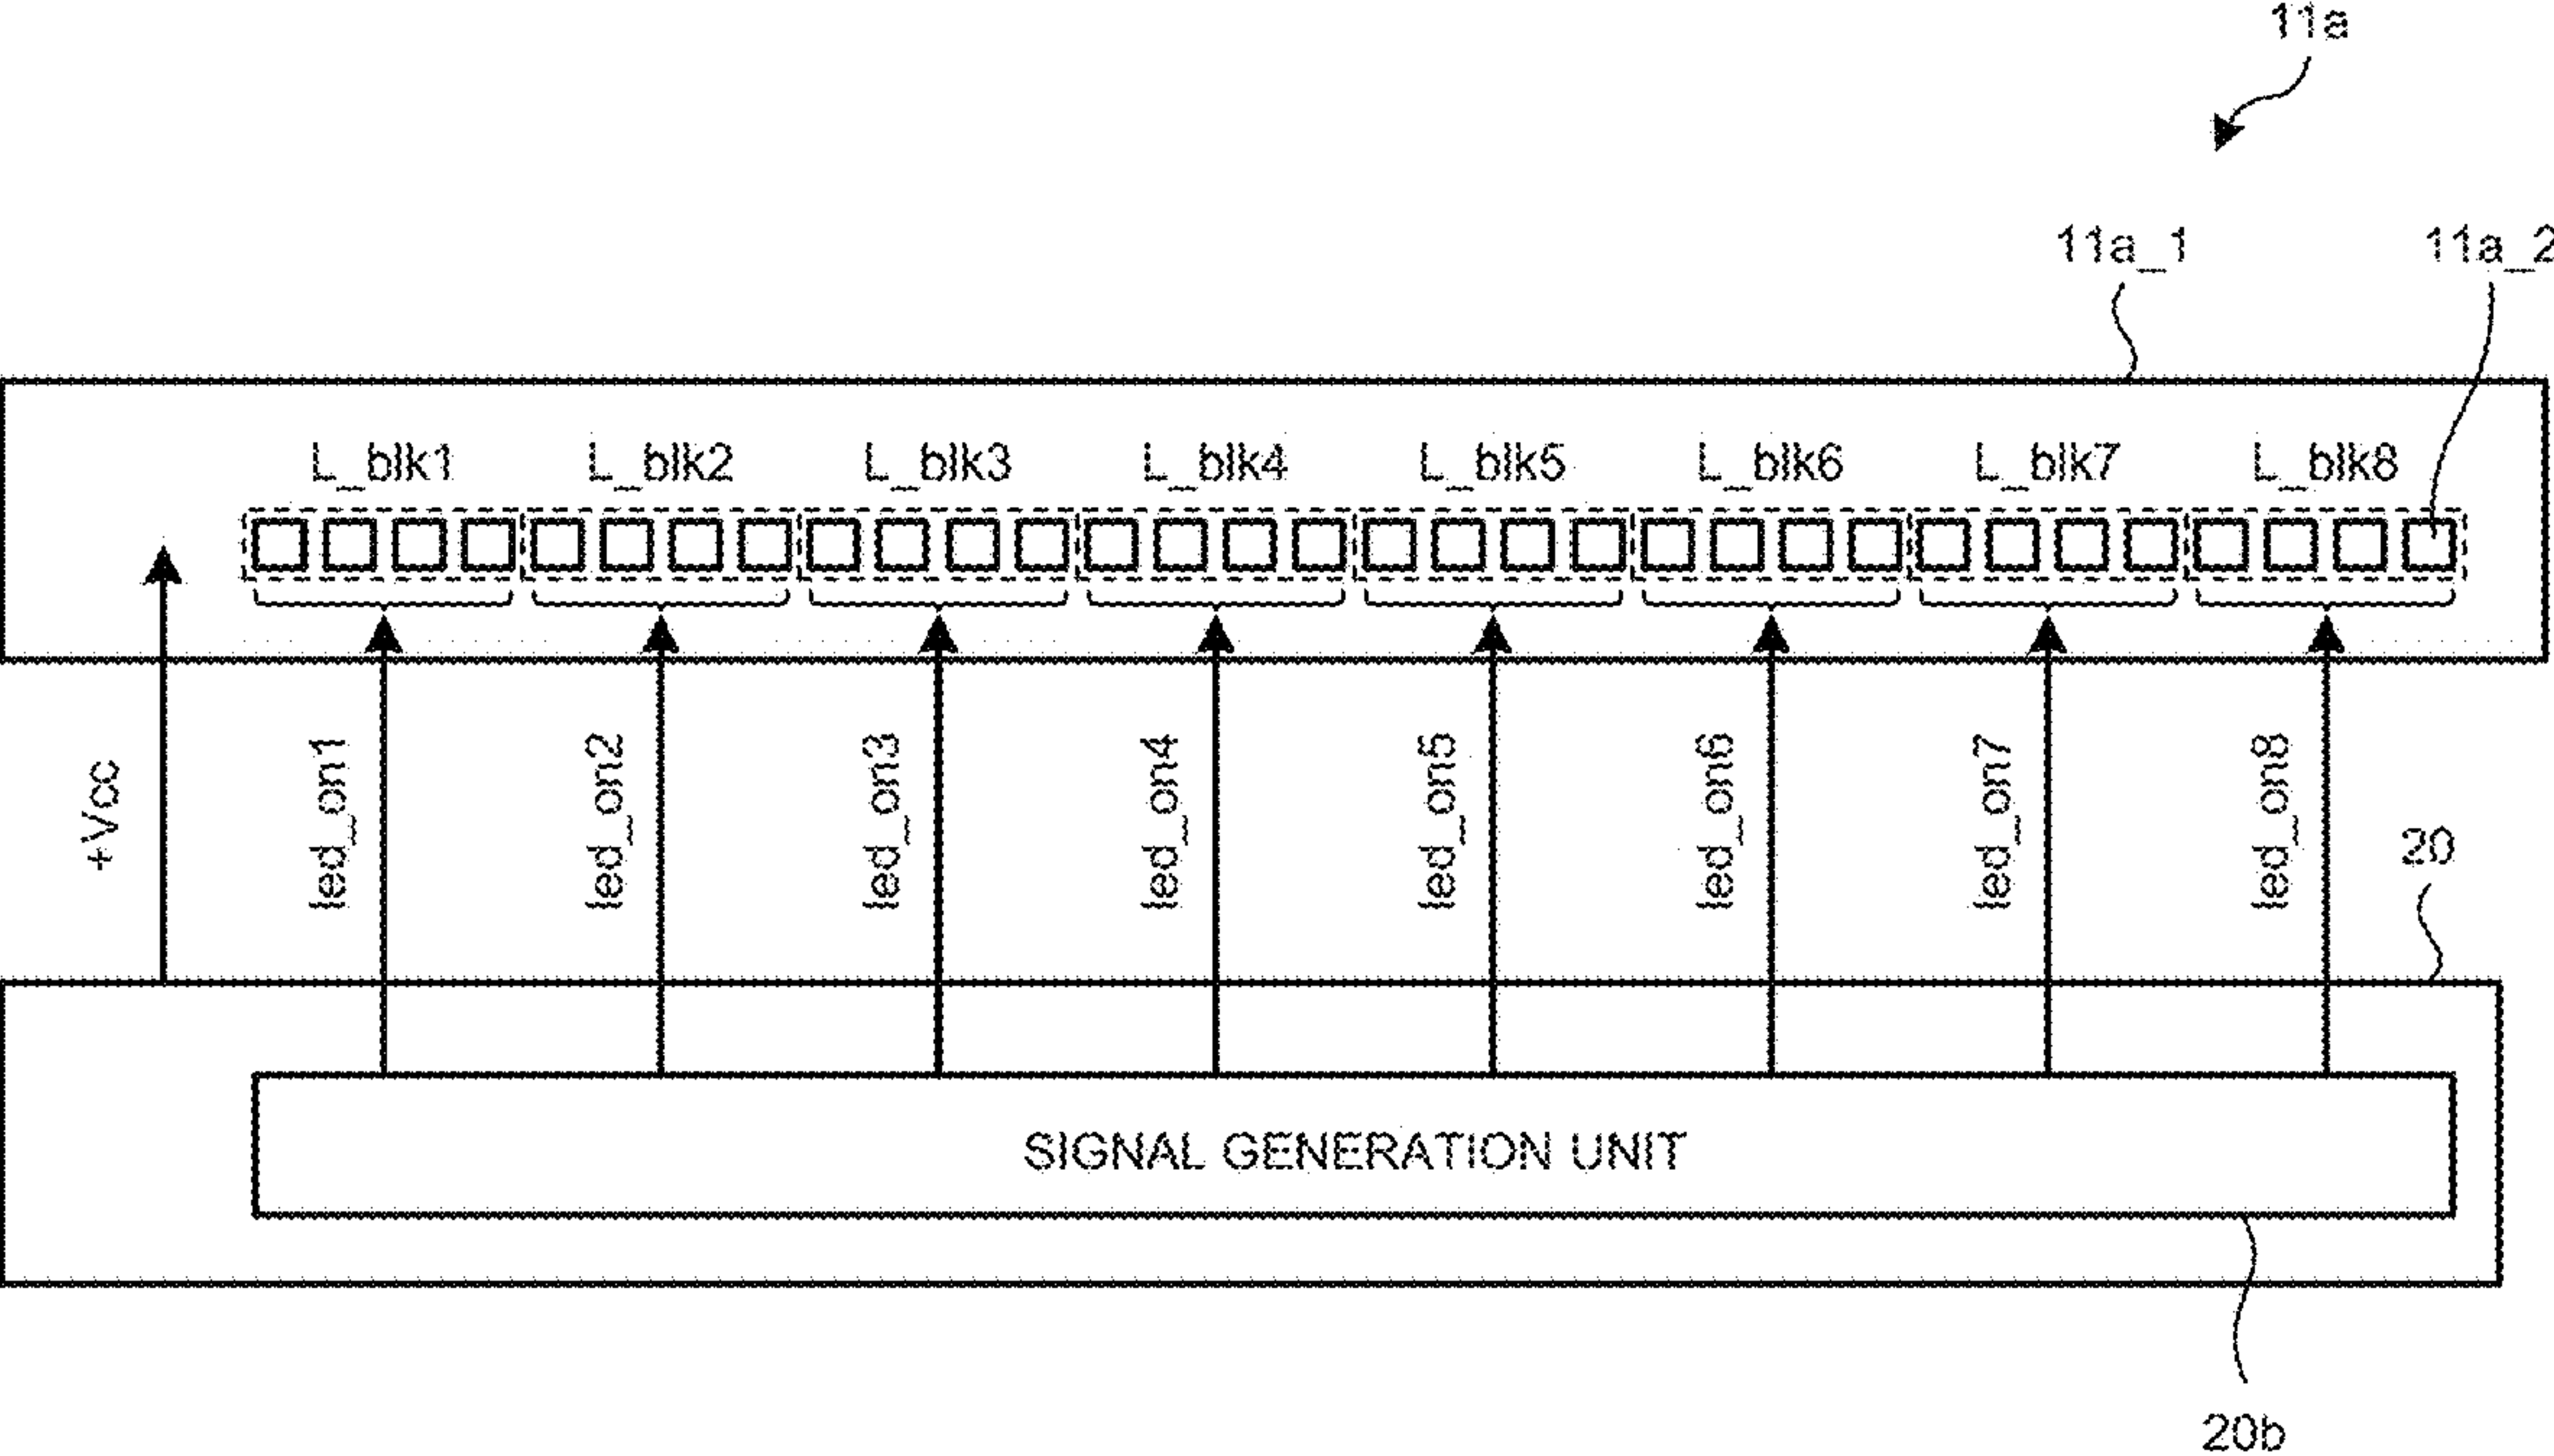 11a
11a_1
11a_2
L_blk1
L_blk2
L_blk3
L_blk4
L_blk5
L_blk6
L_blk7
L_blk8
+Vcc
led_on1
led_on2
led_on3
led_on4
led_on5
led_on6
led_on7
led_on8
20
SIGNAL GENERATION UNIT
20b